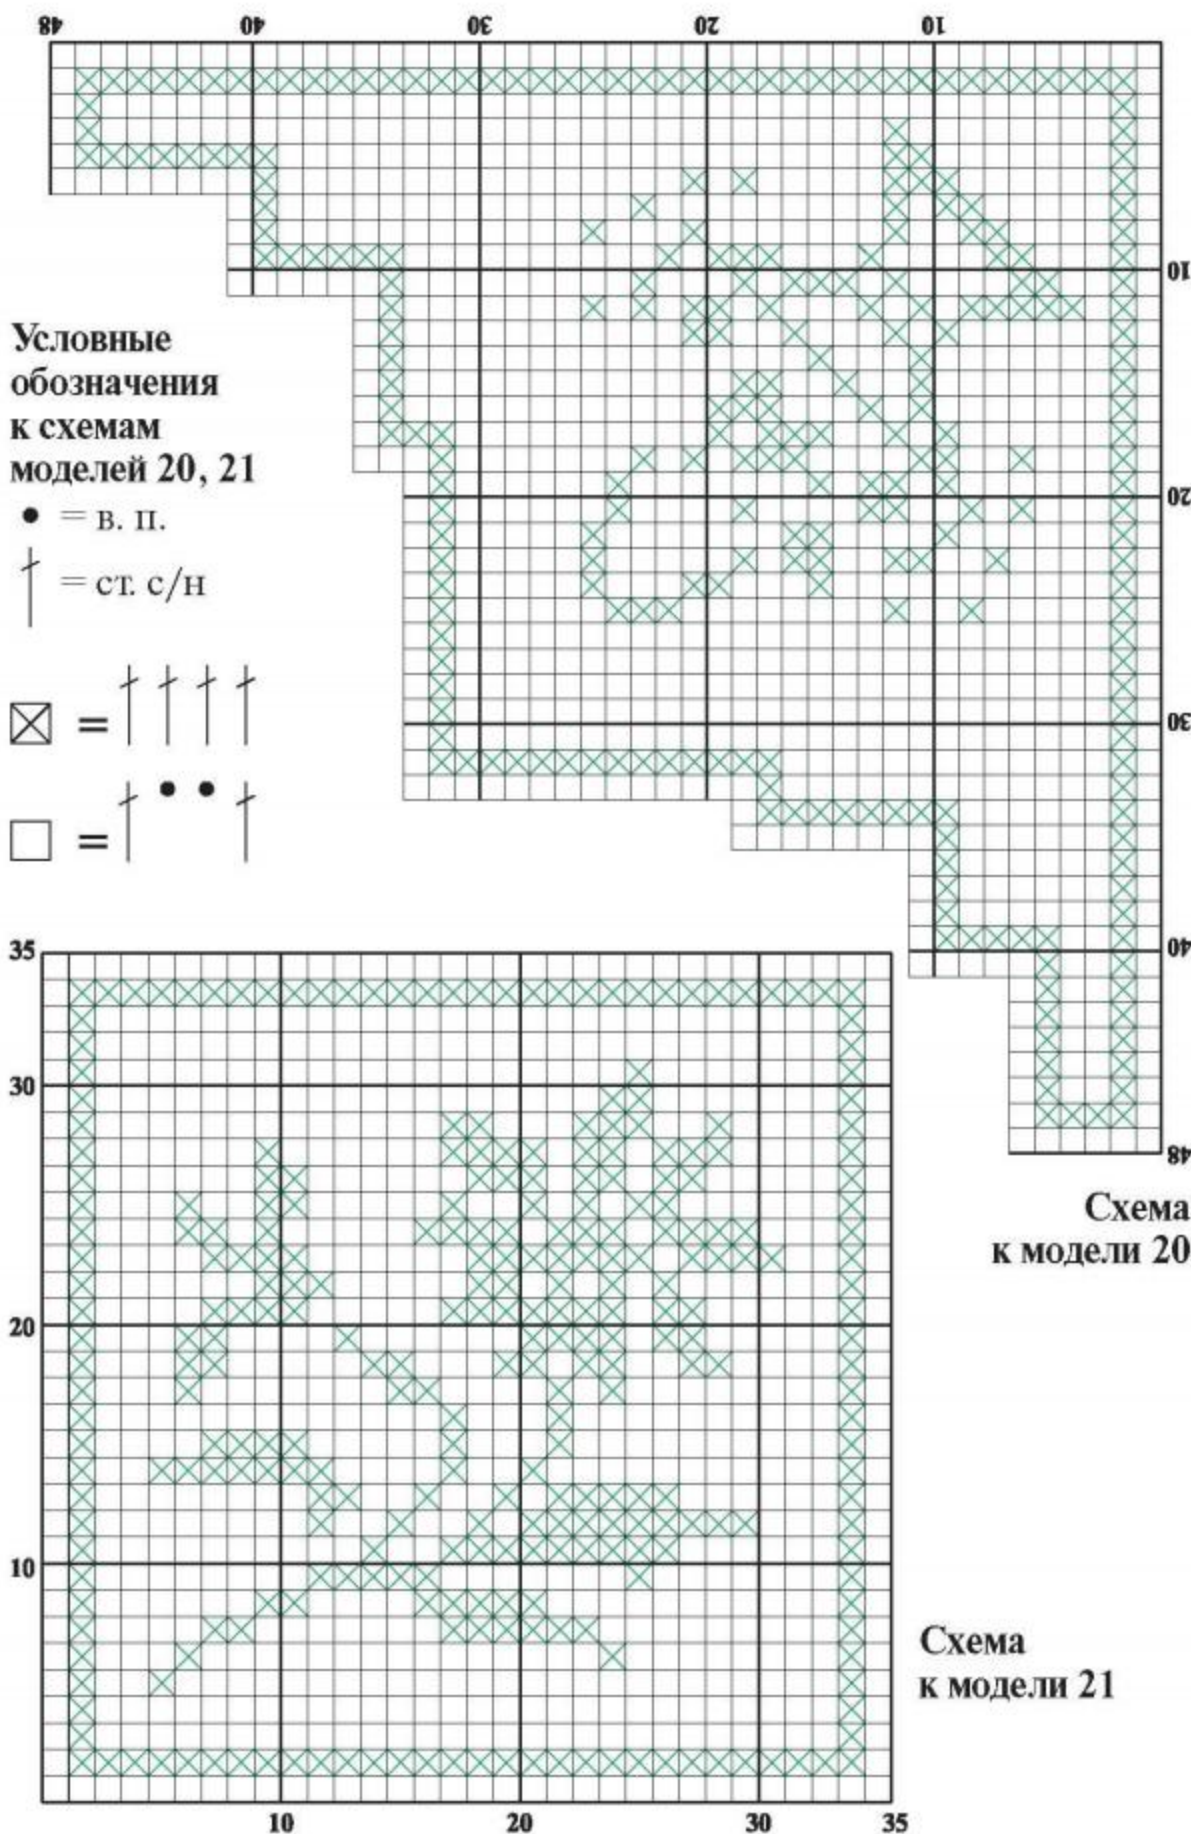 48 40 30 20 10
10
20
30
40
48
Условные
обозначения
к схемам
моделей 20, 21
• = в. п.
= ст. с/н
=
=
Схема
к модели 20
35
30
20
10
10 20 30 35
Схема
к модели 21